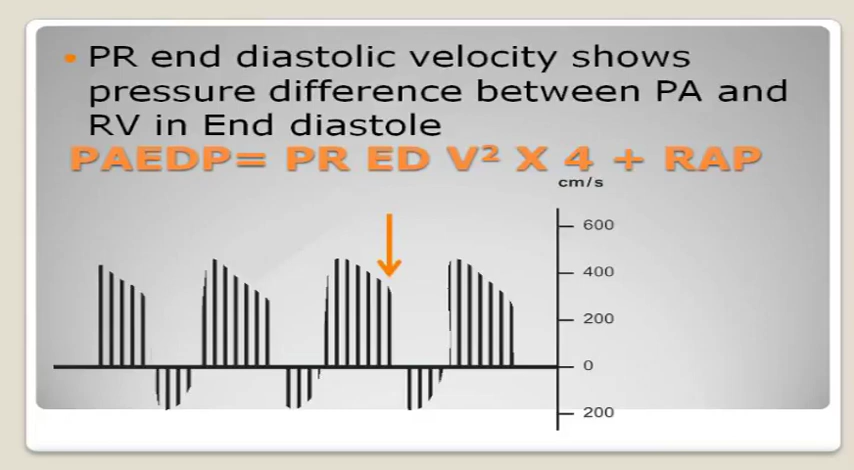 • PR end diastolic velocity shows
pressure difference between PA and
RV in End diastole
PAEDP= PR ED V² X 4 + RAP
cm/s
600
400
200
0
200